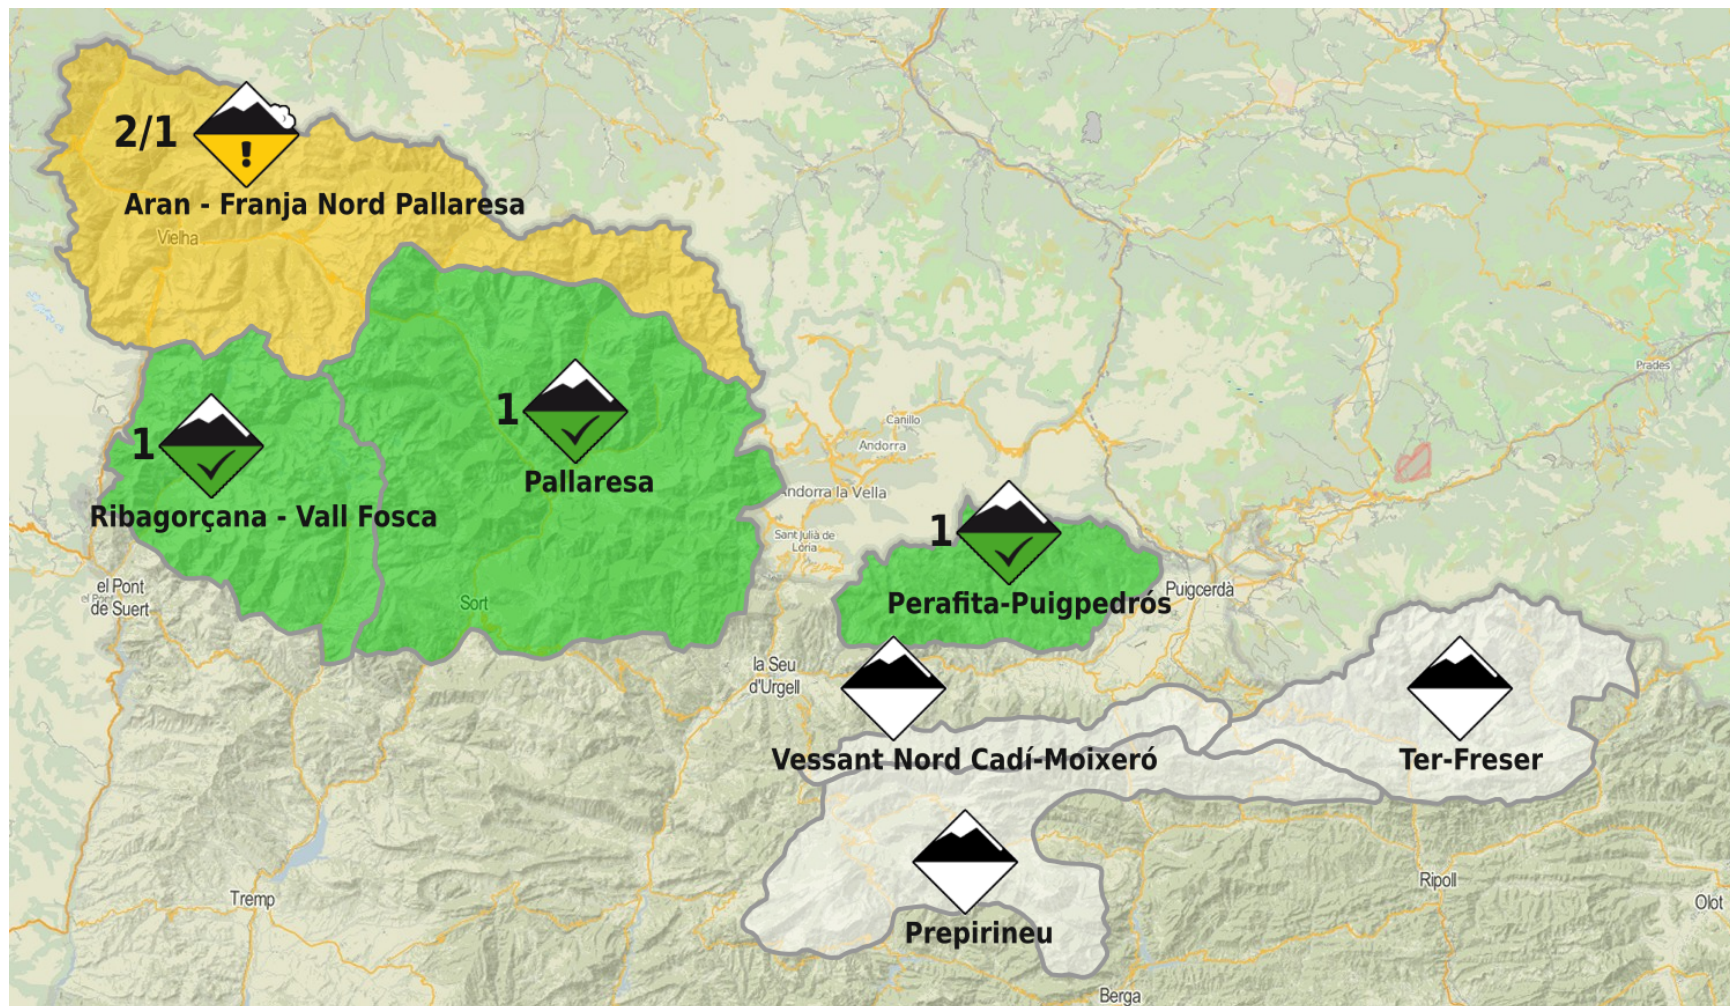 2/1
!
Aran - Franja Nord Pallaresa
Vielha
Prades
1
Pallaresa
1
Ribagorçana - Vall Fosca
Canillo
Andorra
Andorra la Vella
Sant Julià de
Lòria
1
Perafita-Puigpedrós
Puigcerdà
el Pont
de Suert
Sort
la Seu
d'Urgell
Vessant Nord Cadí-Moixeró
Ter-Freser
Tremp
Prepirineu
Ripoll
Olot
Berga